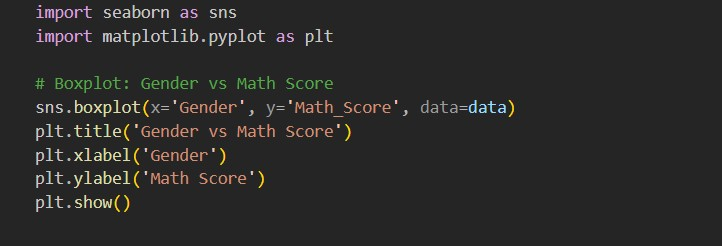 import seaborn as sns
import matplotlib.pyplot as plt
# Boxplot: Gender vs Math Score
sns.boxplot(x='Gender', y='Math_Score', data=data)
plt.title('Gender vs Math Score')
plt.xlabel('Gender')
plt.ylabel('Math Score')
plt.show()